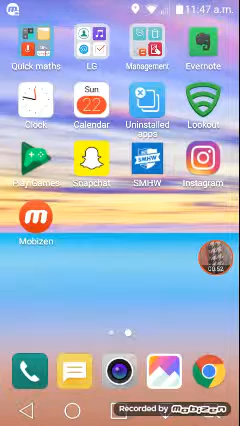 11:47 a.m.
Quick maths
LG
Management
Evernote
Sun
22
Clock
Calendar
Uninstalled
apps
Lookout
SMHW
Play Games
Snapchat
SMHW
Instagram
m
Mobizen
00:52
Recorded by Mobizen